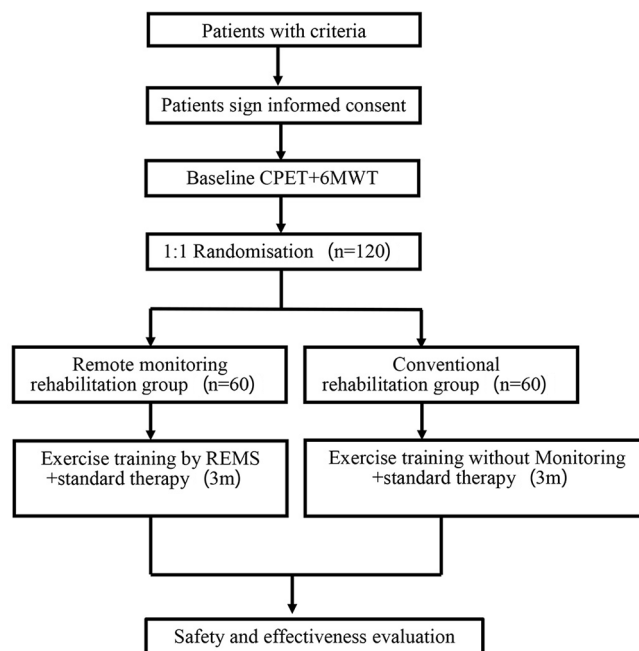 Patients with criteria
Patients sign informed consent
Baseline CPET+6MWT
1:1 Randomisation (n=120)
Remote monitoring
rehabilitation group (n=60)
Conventional
rehabilitation group (n=60)
Exercise training by REMS
+standard therapy (3m)
Exercise training without Monitoring
+standard therapy (3m)
Safety and effectiveness evaluation